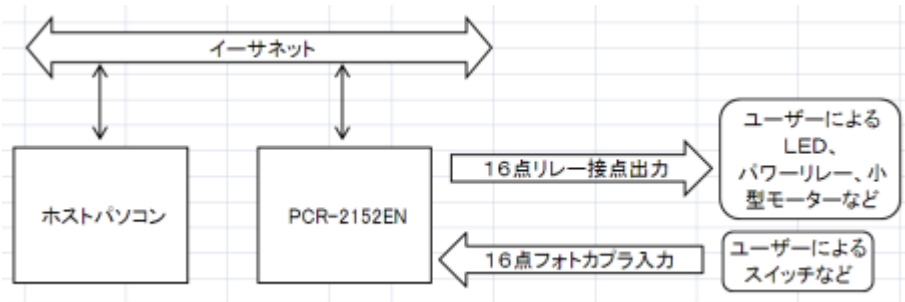 イーサネット
ホストパソコン
PCR-2152EN
16点リレー接点出力
ユーザーによる
LED、
パワーリレー、小
型モーターなど
16点フォトカプラ入力
ユーザーによる
スイッチなど